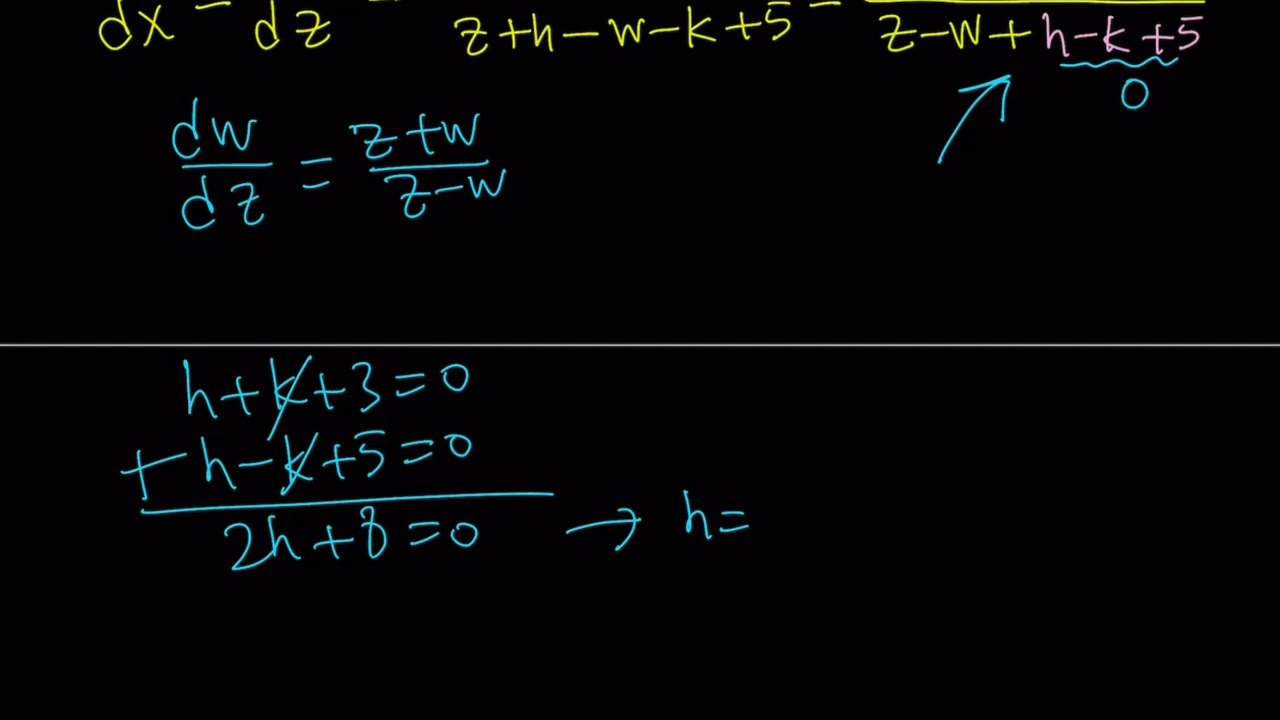 dx = dz = z+h-w-k+5 = z-w+h-k+5
0
dw/dz = z+w/z-w
h+k+3=0
+ h-k+5=0
2h+8=0 → h=